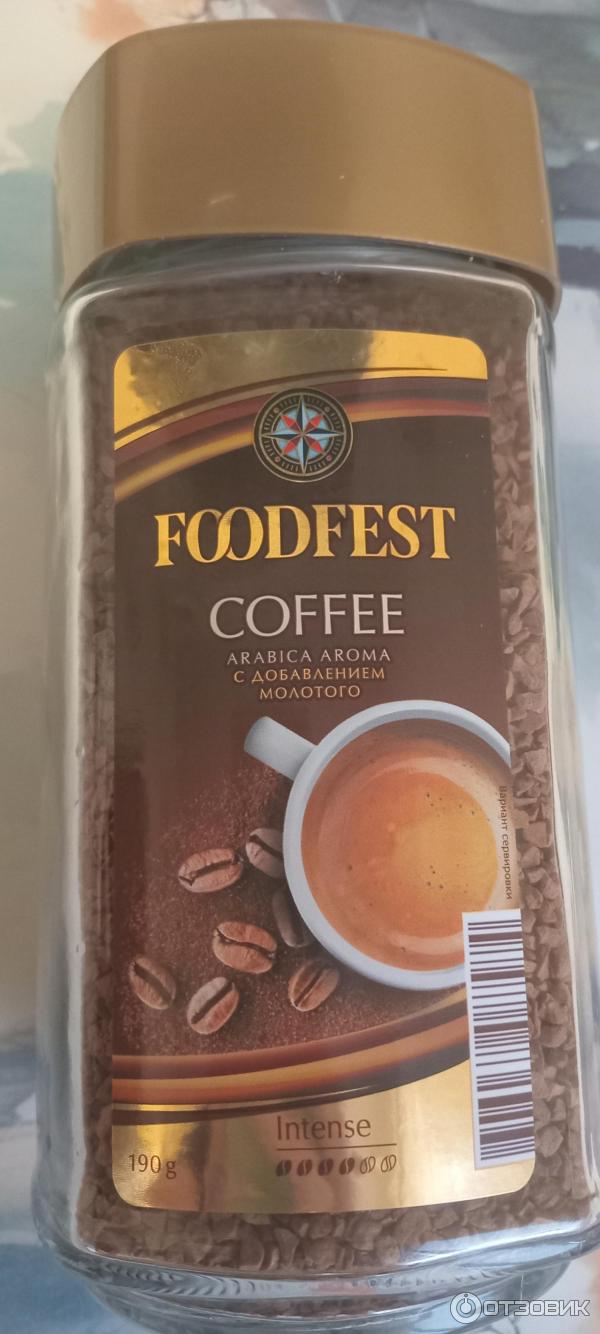 FOODFEST
COFFEE
ARABICA AROMA
С ДОБАВЛЕНИЕМ
МОЛОТОГО
Вариант сервировки
Intense
190 g
ОТЗОВИК